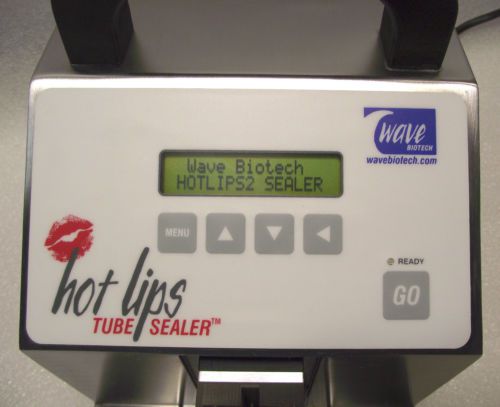 Wave Biotech
HOTLIPS2 SEALER
wave
BIOTECH
wavebiotech.com
MENU
READY
GO
hot lips
TUBE SEALER™